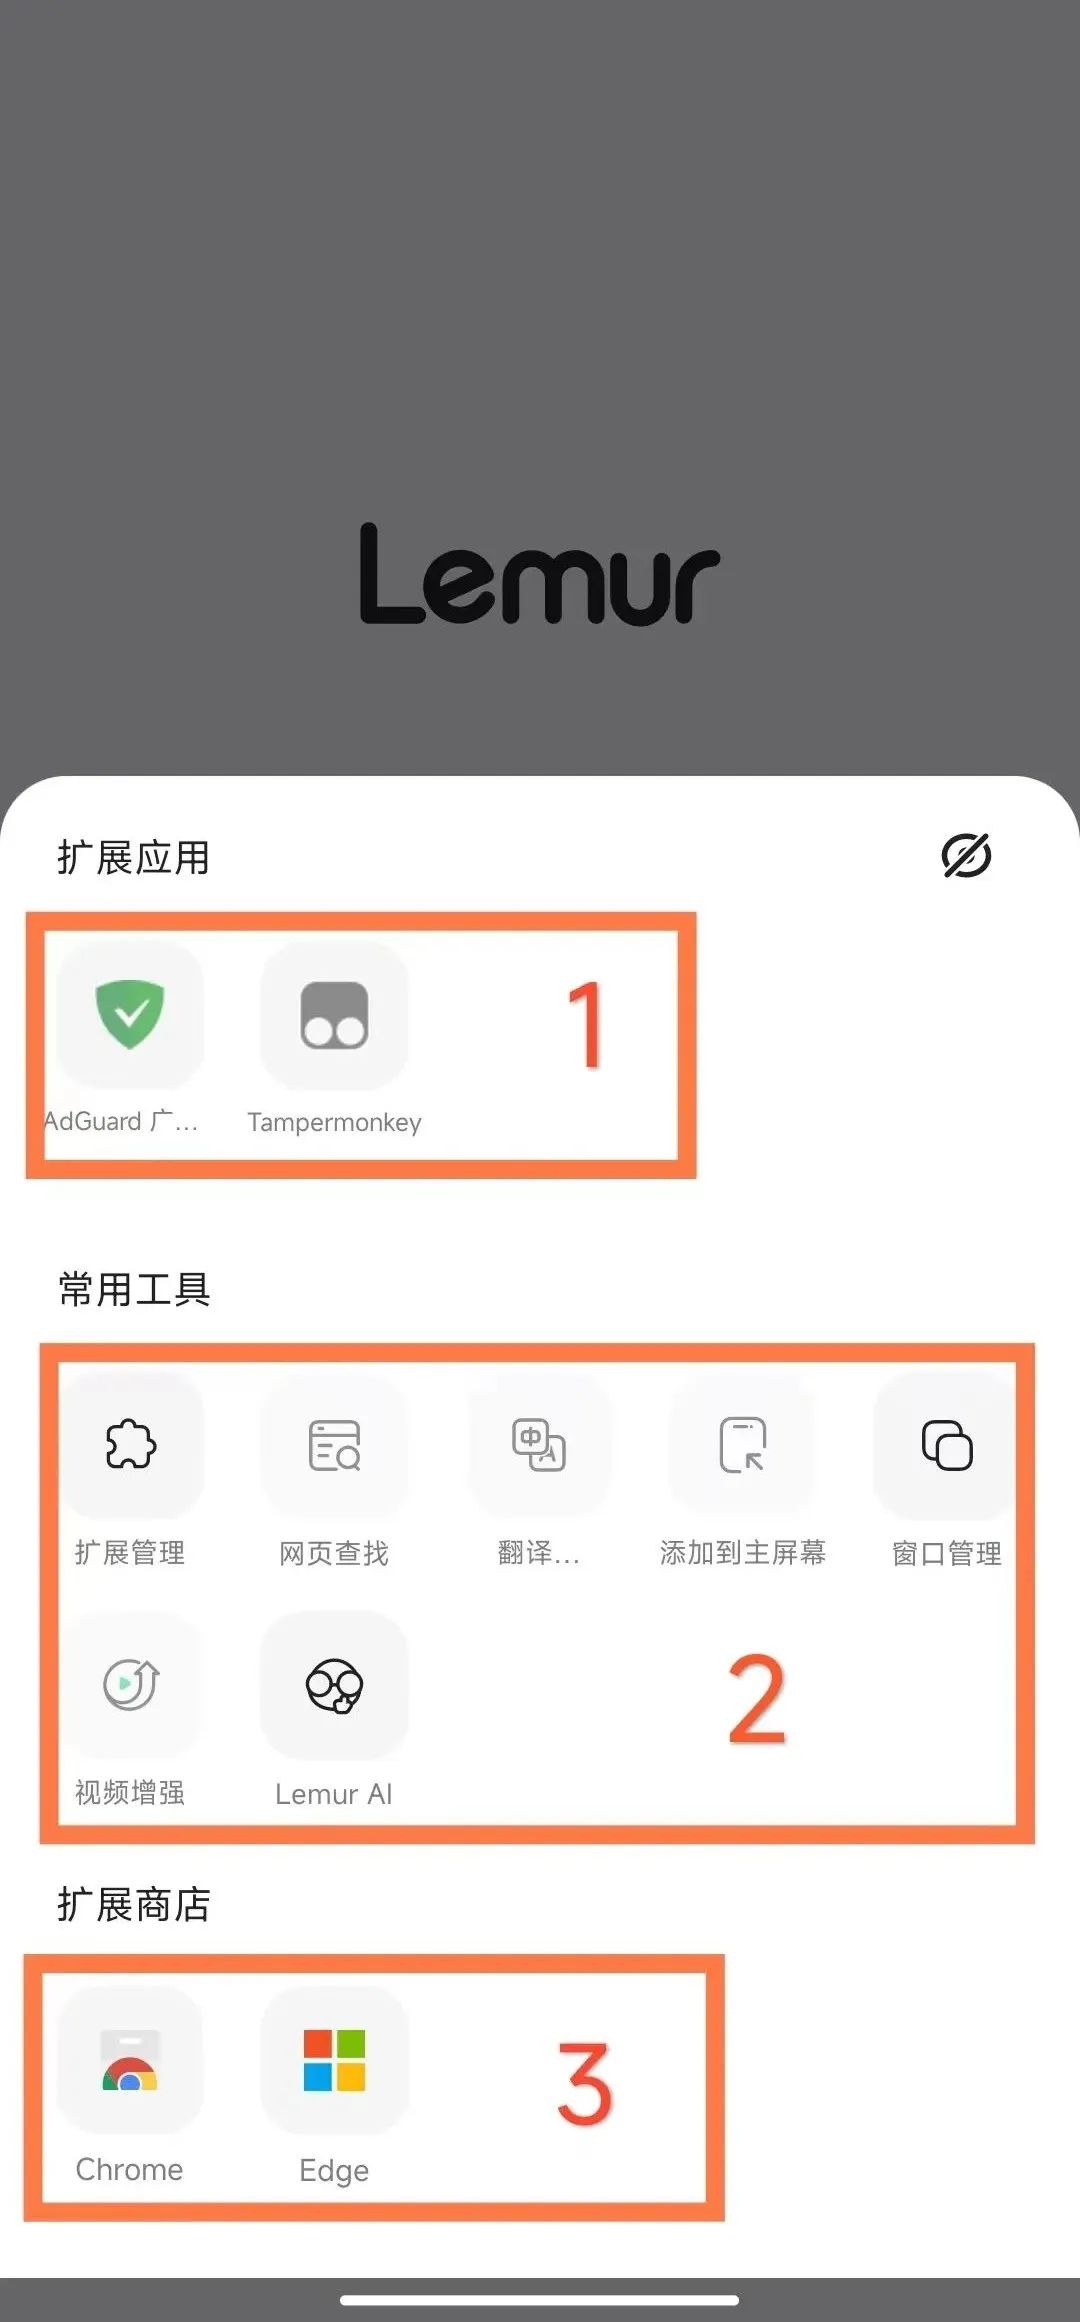 Lemur
扩展应用
1
AdGuard 广...
Tampermonkey
常用工具
扩展管理
网页查找
翻译...
添加到主屏幕
窗口管理
视频增强
Lemur AI
2
扩展商店
3
Chrome
Edge